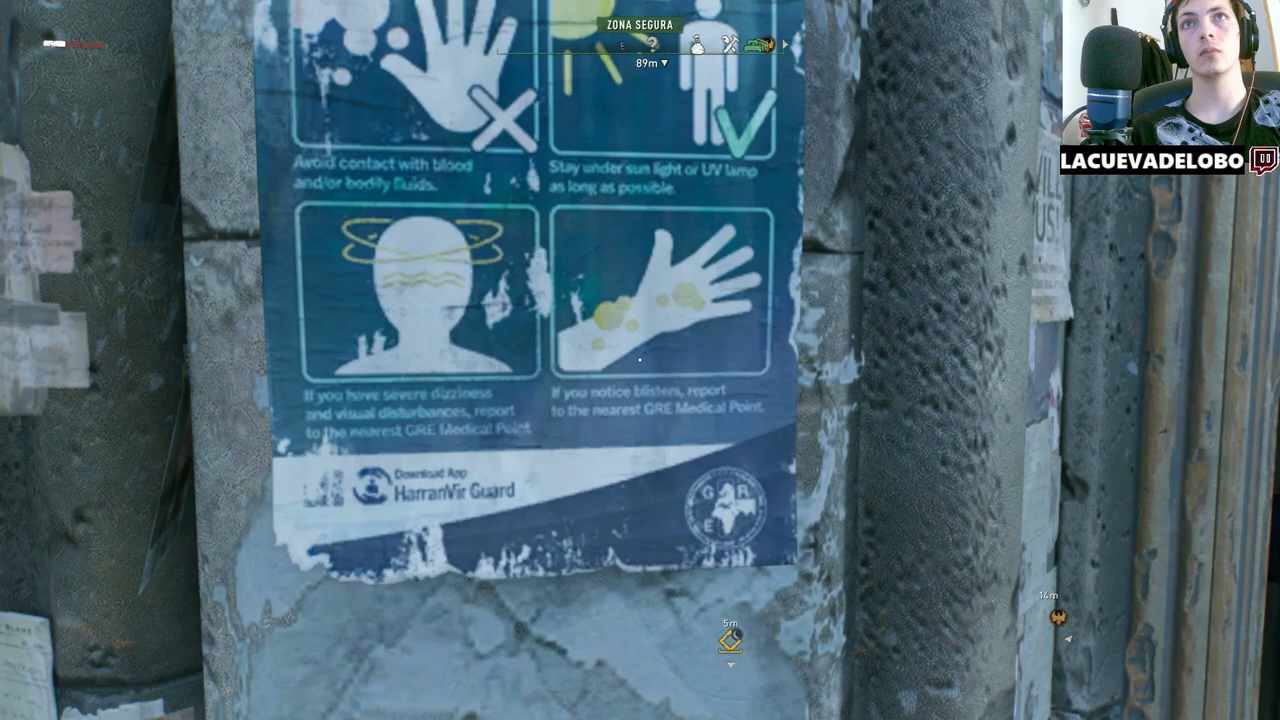 ZONA SEGURA
E
89m
LACUEVADELOBO
Avoid contact with blood
and/or bodily fluids.
Stay under sun light or UV lamp
as long as possible.
If you have severe dizziness
and visual disturbances, report
to the nearest GRE Medical Point.
If you notice blisters, report
to the nearest GRE Medical Point.
Download App
HarranVir Guard
G R
E
US!
14m
5m